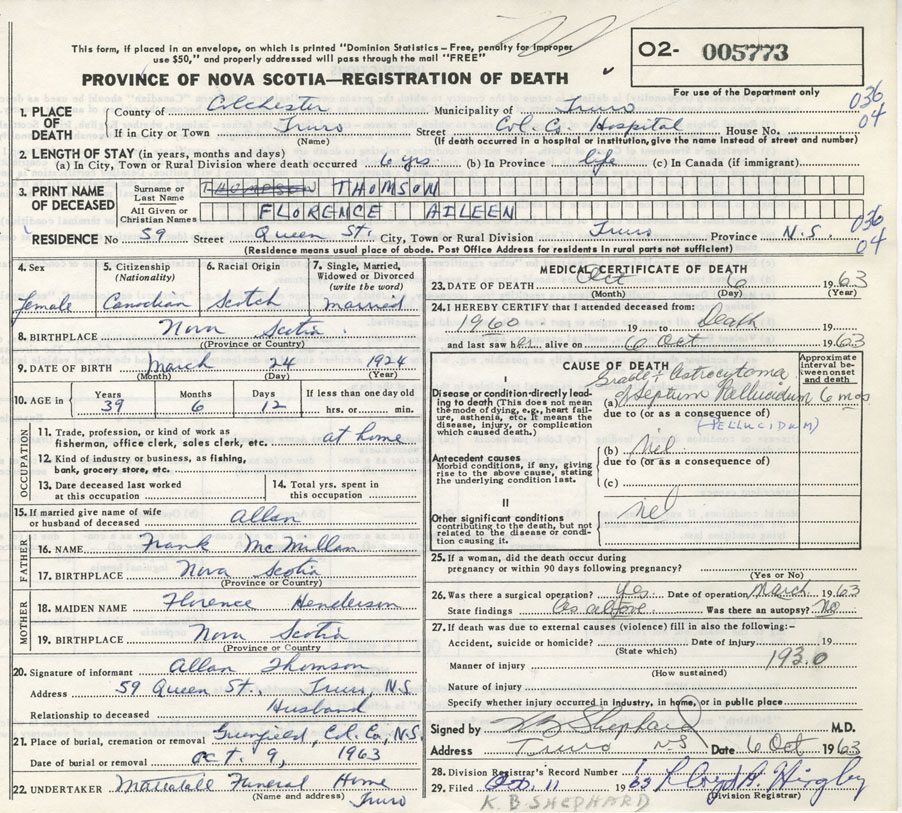 This form, if placed in an envelope, on which is printed "Dominion Statistics – Free, penalty for improper
use $50," and properly addressed will pass through the mail "FREE"
O2- 005773
PROVINCE OF NOVA SCOTIA—REGISTRATION OF DEATH
For use of the Department only
036
04
1. PLACE OF DEATH
County of Colchester Municipality of Truro
If in City or Town Truro Street Col. Co. Hospital House No.
(Name) (If death occurred in a hospital or institution, give the name instead of street and number)
2. LENGTH OF STAY (in years, months and days)
(a) In City, Town or Rural Division where death occurred 6 yrs (b) In Province life (c) In Canada (if immigrant)
3. PRINT NAME OF DECEASED
Surname or Last Name THOMPSON THOMSON
All Given or Christian Names FLORENCE AILEEN
036
04
RESIDENCE No 59 Street Queen St. City, Town or Rural Division Truro Province N.S.
(Residence means usual place of abode. Post Office Address for residents in rural parts not sufficient)
4. Sex
female
5. Citizenship
(Nationality)
Canadian
6. Racial Origin
Scotch
7. Single, Married, Widowed or Divorced
(write the word)
married
8. BIRTHPLACE Nova Scotia
(Province or Country)
9. DATE OF BIRTH March 24 1924
(Month) (Day) (Year)
10. AGE in
Years Months Days If less than one day old
39 6 12 hrs. or min.
OCCUPATION
11. Trade, profession, or kind of work as
fisherman, office clerk, sales clerk, etc. at home
12. Kind of industry or business, as fishing,
bank, grocery store, etc.
13. Date deceased last worked
at this occupation
14. Total yrs. spent in
this occupation
15. If married give name of wife
or husband of deceased Allan
FATHER
16. NAME Frank McMillan
17. BIRTHPLACE Nova Scotia
(Province or Country)
MOTHER
18. MAIDEN NAME Florence Henderson
19. BIRTHPLACE Nova Scotia
(Province or Country)
20. Signature of informant Allan Thomson
Address 59 Queen St., Truro, N.S.
Relationship to deceased Husband
21. Place of burial, cremation or removal Greenfield, Col. Co, N.S.
Date of burial or removal OCT. 9, 1963
22. UNDERTAKER Mattatall Funeral Home
(Name and address) Truro
MEDICAL CERTIFICATE OF DEATH
23. DATE OF DEATH Oct 6 1963
(Month) (Day) (Year)
24. I HEREBY CERTIFY that I attended deceased from:
1960 19 to Death 19
and last saw her alive on 6 Oct 1963
CAUSE OF DEATH
Approximate interval between onset and death
I
Disease or condition directly leading to death (This does not mean the mode of dying, e.g., heart failure, asthenia, etc. It means the disease, injury, or complication which caused death.)
Astrocytoma
(a) of Septum Pellicidum 6 mos
due to (or as a consequence of)
(PELLUCIDUM)
Antecedent causes
Morbid conditions, if any, giving rise to the above cause, stating the underlying condition last.
(b) nil
due to (or as a consequence of)
(c)
II
Other significant conditions
contributing to the death, but not related to the disease or condition causing it.
nil
25. If a woman, did the death occur during
pregnancy or within 90 days following pregnancy?
(Yes or No)
26. Was there a surgical operation? yes Date of operation March 1963
State findings As above Was there an autopsy? No
27. If death was due to external causes (violence) fill in also the following:–
Accident, suicide or homicide? Date of injury 19
(State which)
Manner of injury 193.0
(How sustained)
Nature of injury
Specify whether injury occurred in industry, in home, or in public place
Signed by Shephard M.D.
Address Truro NS Date 6 Oct 1963
28. Division Registrar's Record Number
29. Filed Oct. 11 1963
(Division Registrar)
K. B SHEPHARD